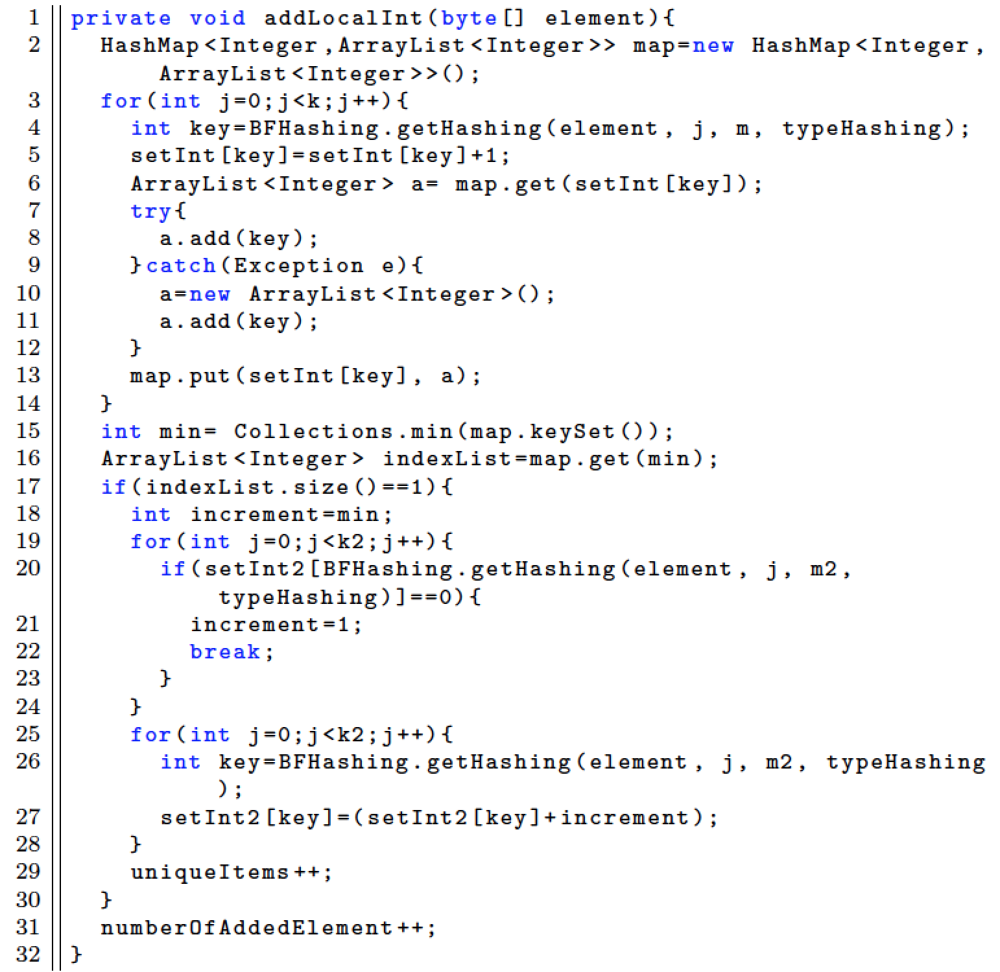 1 private void addLocalInt(byte[] element){
2 HashMap<Integer,ArrayList<Integer>> map=new HashMap<Integer,
ArrayList<Integer>>();
3 for(int j=0;j<k;j++){
4 int key=BFHashing.getHashing(element, j, m, typeHashing);
5 setInt[key]=setInt[key]+1;
6 ArrayList<Integer> a= map.get(setInt[key]);
7 try{
8 a.add(key);
9 }catch(Exception e){
10 a=new ArrayList<Integer>();
11 a.add(key);
12 }
13 map.put(setInt[key], a);
14 }
15 int min= Collections.min(map.keySet());
16 ArrayList<Integer> indexList=map.get(min);
17 if(indexList.size()==1){
18 int increment=min;
19 for(int j=0;j<k2;j++){
20 if(setInt2[BFHashing.getHashing(element, j, m2,
typeHashing)]==0){
21 increment=1;
22 break;
23 }
24 }
25 for(int j=0;j<k2;j++){
26 int key=BFHashing.getHashing(element, j, m2, typeHashing
);
27 setInt2[key]=(setInt2[key]+increment);
28 }
29 uniqueItems++;
30 }
31 numberOfAddedElement++;
32 }